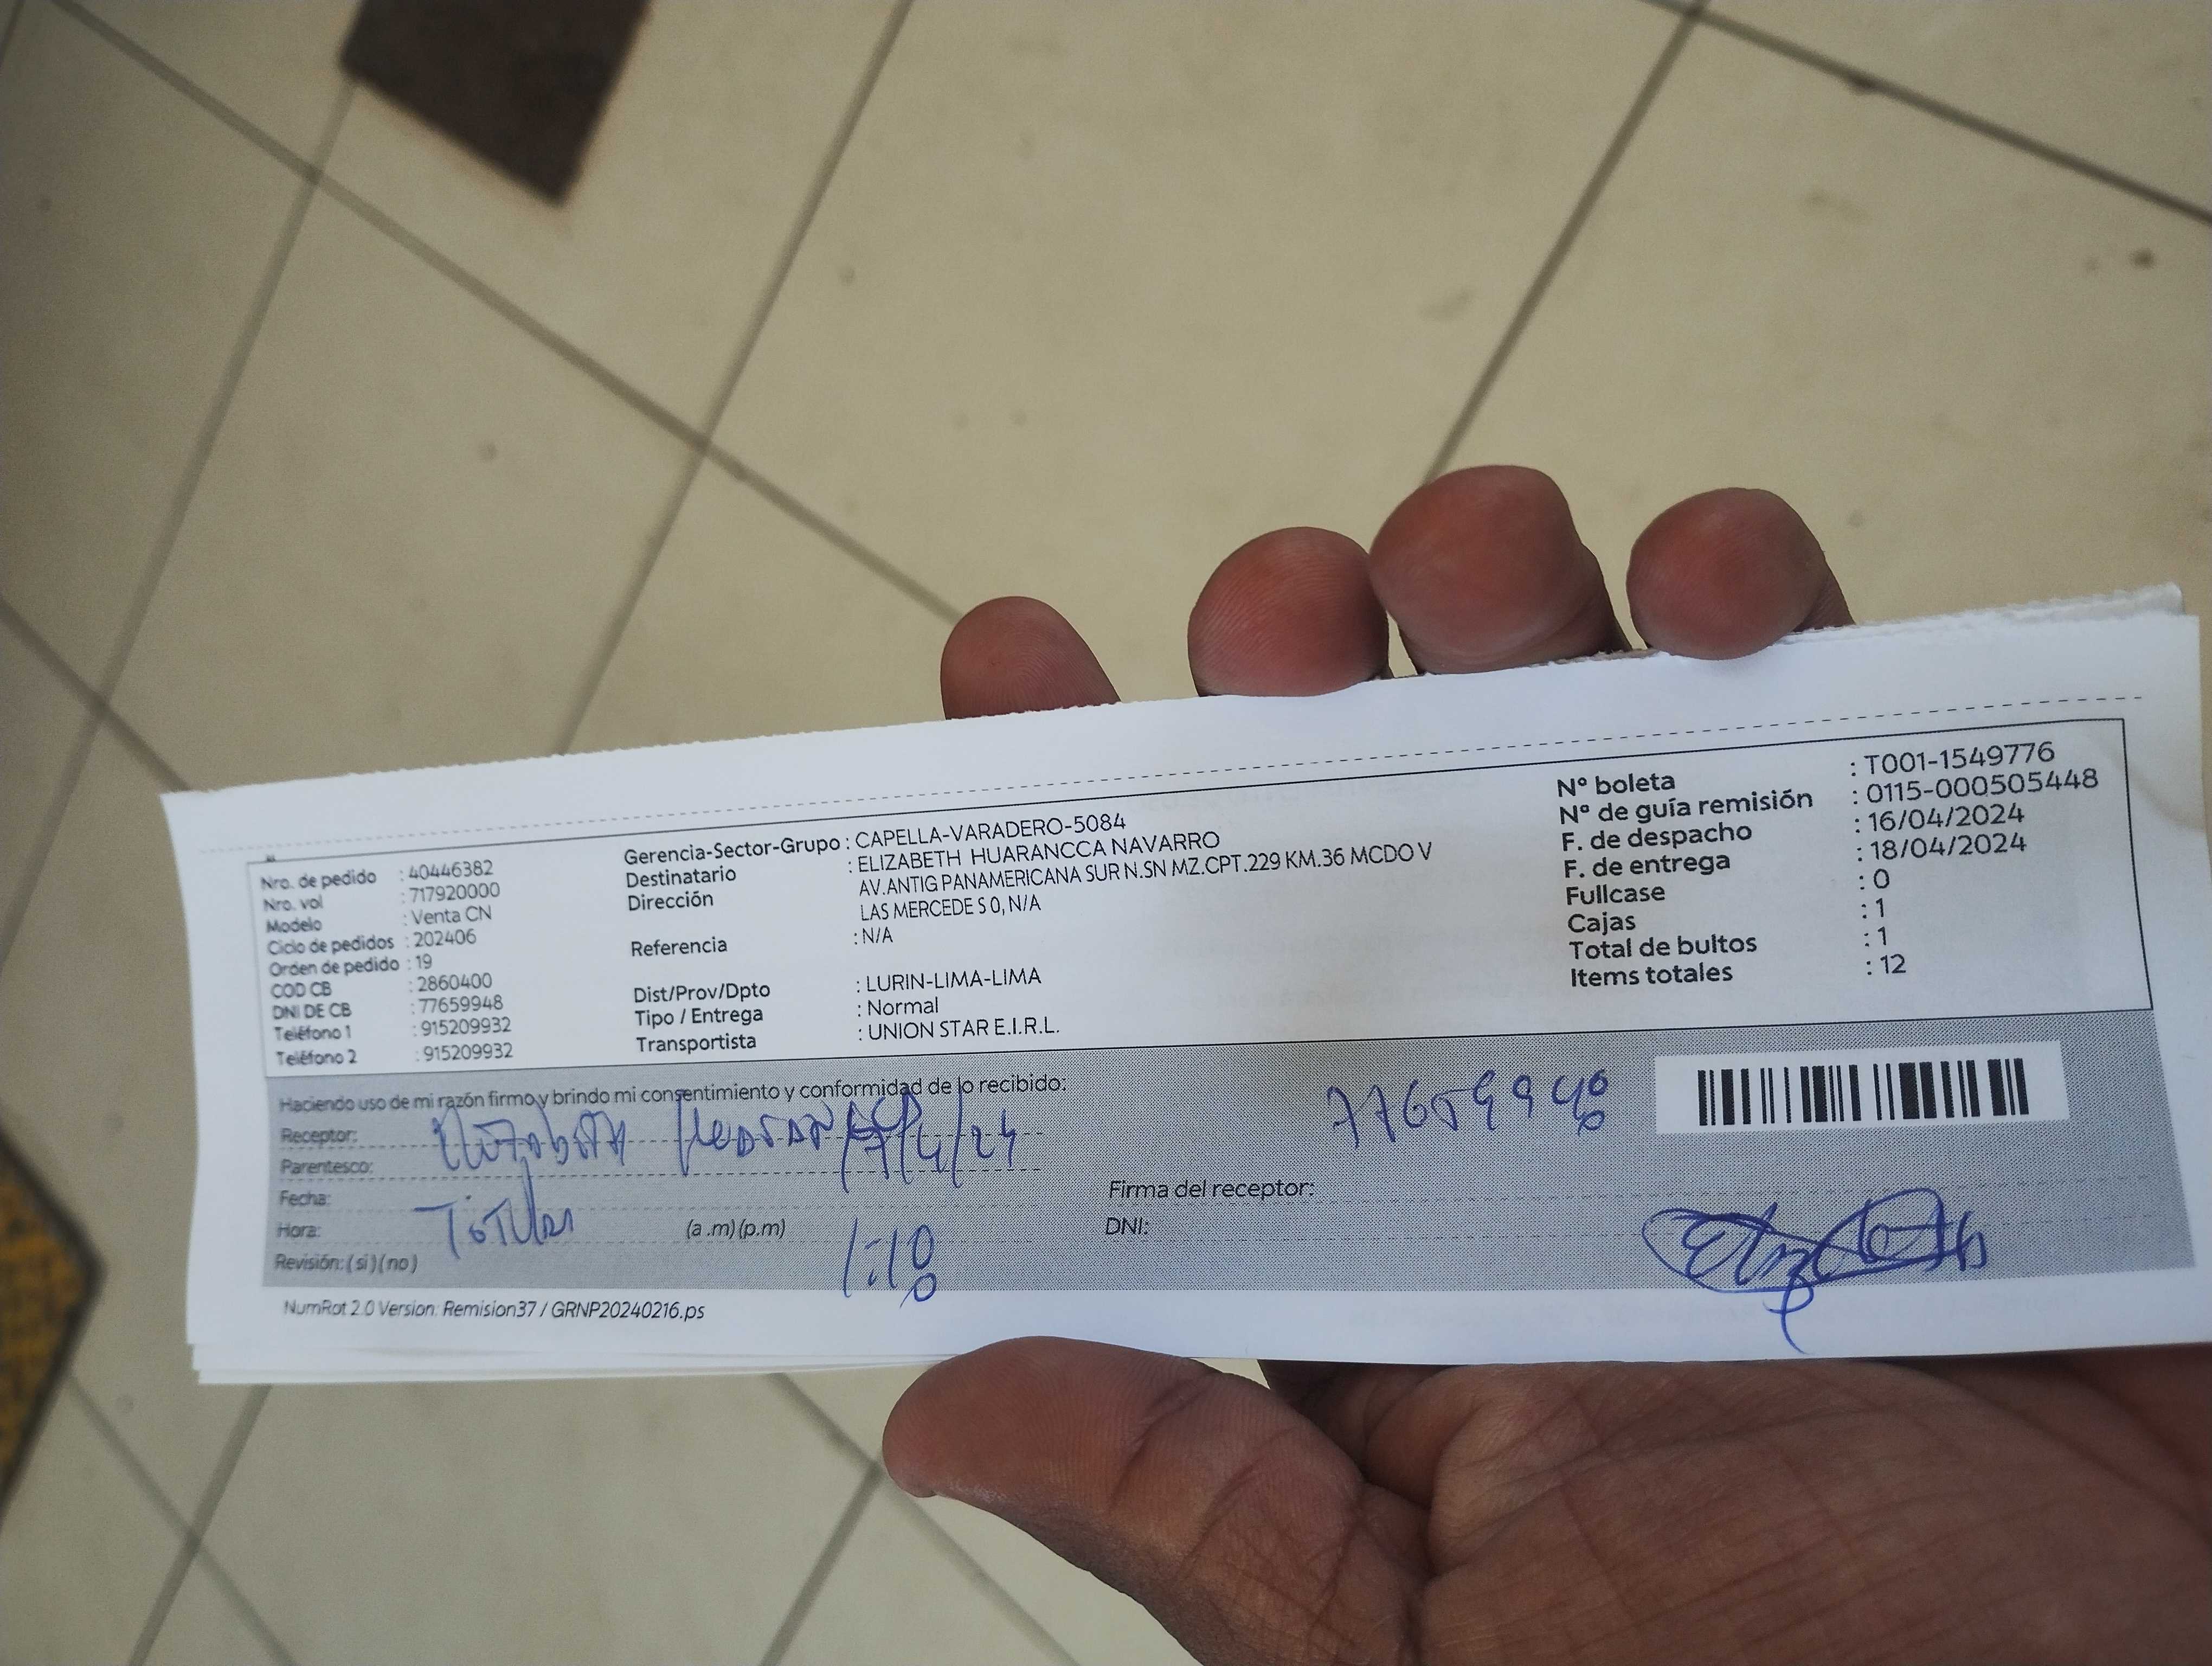 Nro. de pedido : 40446382
Nro. vol : 717920000
Modelo : Venta CN
Ciclo de pedidos : 202406
Orden de pedido : 19
COD CB : 2860400
DNI DE CB : 77659948
Teléfono 1 : 915209932
Teléfono 2 : 915209932
Gerencia-Sector-Grupo : CAPELLA-VARADERO-5084
Destinatario : ELIZABETH HUARANCCA NAVARRO
Dirección AV.ANTIG PANAMERICANA SUR N.SN MZ.CPT.229 KM.36 MCDO V
LAS MERCEDE S 0, N/A
Referencia : N/A
Dist/Prov/Dpto : LURIN-LIMA-LIMA
Tipo / Entrega : Normal
Transportista : UNION STAR E.I.R.L.
Nº boleta : T001-1549776
Nº de guía remisión : 0115-000505448
F. de despacho : 16/04/2024
F. de entrega : 18/04/2024
Fullcase : 0
Cajas : 1
Total de bultos : 1
Items totales : 12
Haciendo uso de mi razón firmo y brindo mi consentimiento y conformidad de lo recibido:
Receptor:
Parentesco:
17/4/24
Fecha:
Hora: Titular (a.m)(p.m) 1:10
Revisión: (si) (no)
77659948
Firma del receptor:
DNI:
NumRot 2.0 Version: Remision37 / GRNP20240216.ps